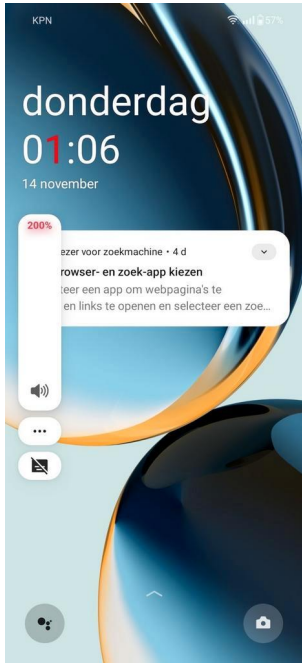 KPN
57%
donderdag
01:06
14 november
200%
ezer voor zoekmachine • 4 d
rowser- en zoek-app kiezen
teer een app om webpagina's te
en links te openen en selecteer een zoe...